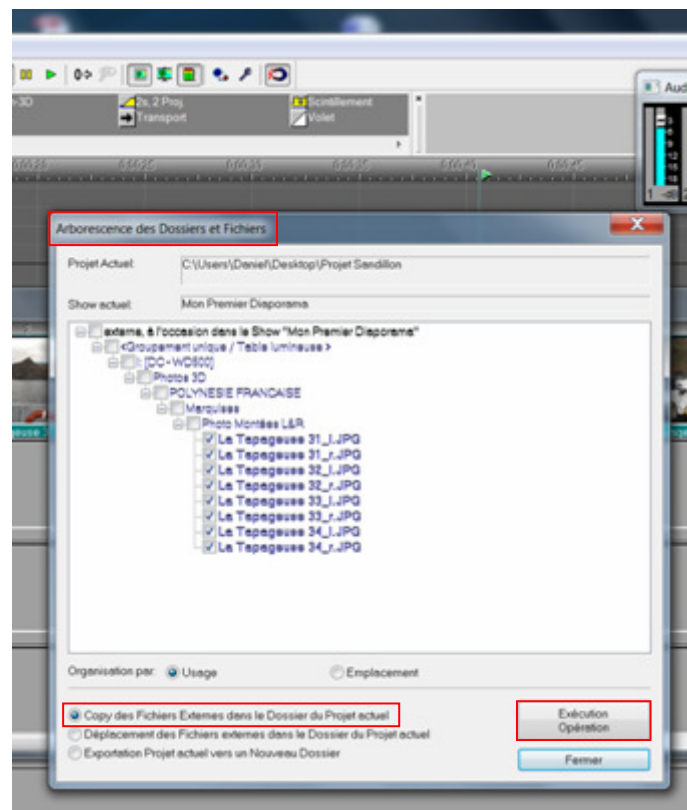 2s, 2 Proj.
Scintillement
Transport
Volet
Arborescence des Dossiers et Fichiers
Projet Actuel:
C:\Users\Daniel\Desktop\Projet Sandillon
Show actuel:
Mon Premier Diaporama
externe, à l'occasion dans le Show "Mon Premier Diaporama"
<Groupement unique / Table lumineuse >
I: [DC-WD500]
Photos 3D
POLYNESIE FRANCAISE
Marquises
Photo Montées L&R
La Tapageuse 31_l.JPG
La Tapageuse 31_r.JPG
La Tapageuse 32_l.JPG
La Tapageuse 32_r.JPG
La Tapageuse 33_l.JPG
La Tapageuse 33_r.JPG
La Tapageuse 34_l.JPG
La Tapageuse 34_r.JPG
Organisation par:
Usage
Emplacement
Copy des Fichiers Externes dans le Dossier du Projet actuel
Déplacement des Fichiers externes dans le Dossier du Projet actuel
Exportation Projet actuel vers un Nouveau Dossier
Exécution
Opération
Fermer